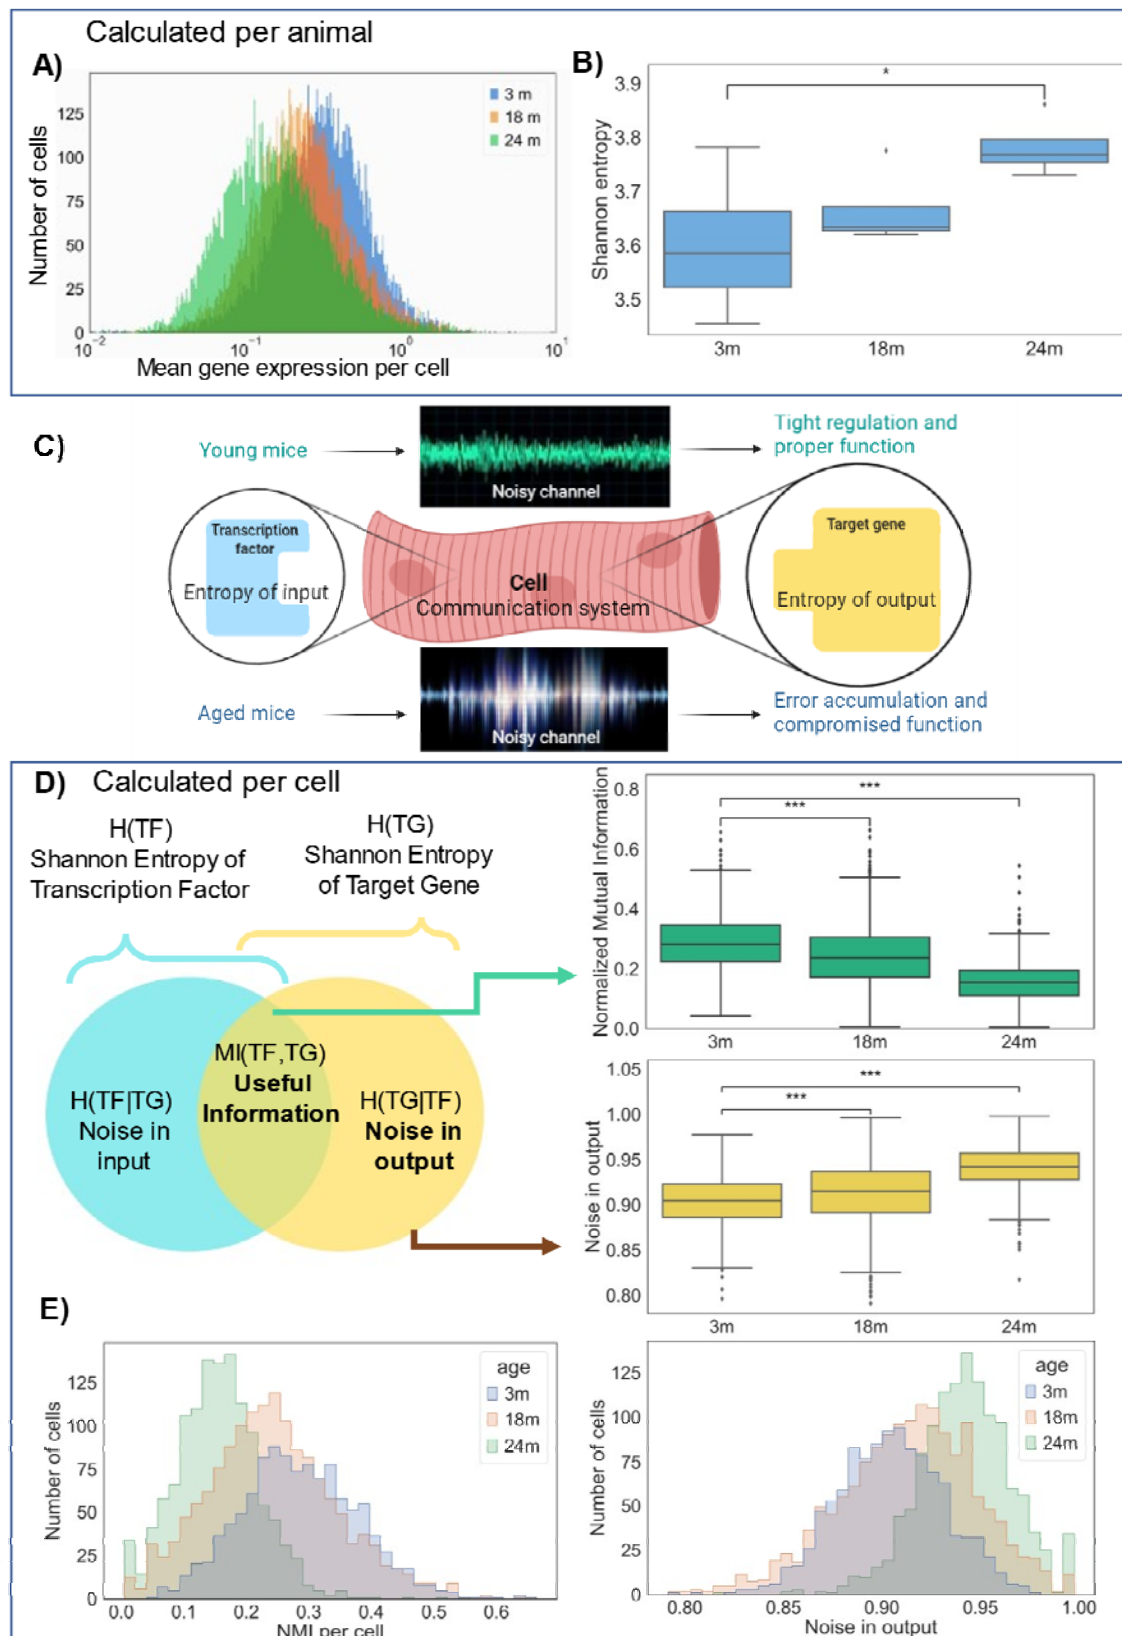 Calculated per animal
A)
Number of cells
125
100
75
50
25
0
3 m
18 m
24 m
10⁻²
10⁻¹
10⁰
10¹
Mean gene expression per cell
B)
Shannon entropy
3.9
3.8
3.7
3.6
3.5
*
3m
18m
24m
C)
Young mice
Noisy channel
Tight regulation and
proper function
Transcription
factor
Entropy of input
Cell
Communication system
Target gene
Entropy of output
Aged mice
Noisy channel
Error accumulation and
compromised function
D)
Calculated per cell
H(TF)
Shannon Entropy of
Transcription Factor
H(TG)
Shannon Entropy
of Target Gene
H(TF|TG)
Noise in
input
MI(TF,TG)
Useful
Information
H(TG|TF)
Noise in
output
Normalized Mutual Information
0.8
0.6
0.4
0.2
0.0
***
***
3m
18m
24m
Noise in output
1.05
1.00
0.95
0.90
0.85
0.80
***
***
3m
18m
24m
E)
Number of cells
125
100
75
50
25
0
age
3m
18m
24m
0.0
0.1
0.2
0.3
0.4
0.5
0.6
NMI per cell
Number of cells
125
100
75
50
25
0
age
3m
18m
24m
0.80
0.85
0.90
0.95
1.00
Noise in output